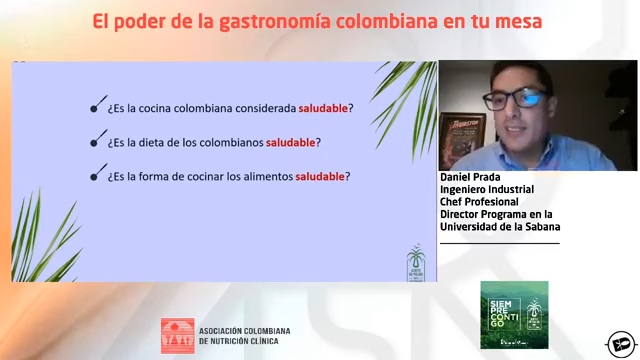 El poder de la gastronomía colombiana en tu mesa
¿Es la cocina colombiana considerada saludable?
¿Es la dieta de los colombianos saludable?
¿Es la forma de cocinar los alimentos saludable?
Daniel Prada
Ingeniero Industrial
Chef Profesional
Director Programa en la
Universidad de la Sabana
SIEM
PRE
CONTI
GO
ASOCIACIÓN COLOMBIANA
DE NUTRICIÓN CLÍNICA